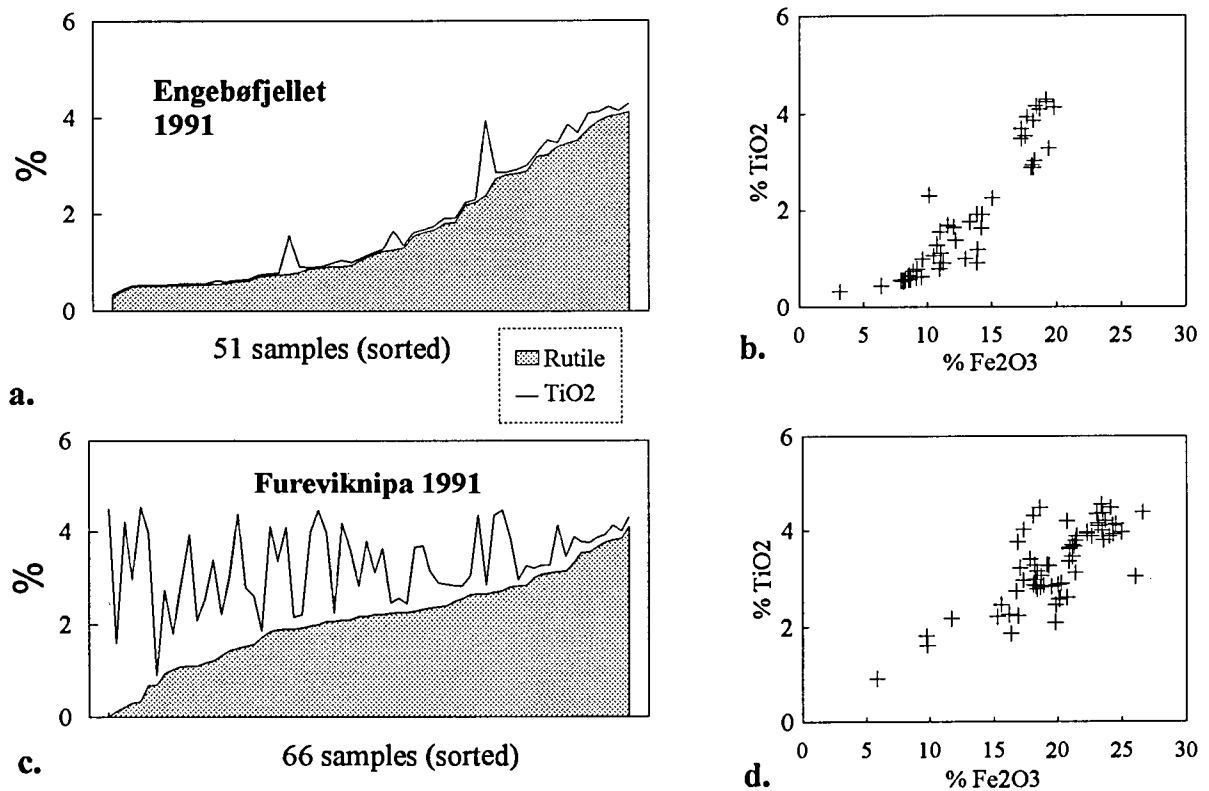 6
4
2
0
%
Engebøfjellet
1991
51 samples (sorted)
a.
Rutile
TiO2
6
4
2
0
% TiO2
0 5 10 15 20 25 30
% Fe2O3
b.
6
4
2
0
%
Fureviknipa 1991
66 samples (sorted)
c.
6
4
2
0
% TiO2
0 5 10 15 20 25 30
% Fe2O3
d.